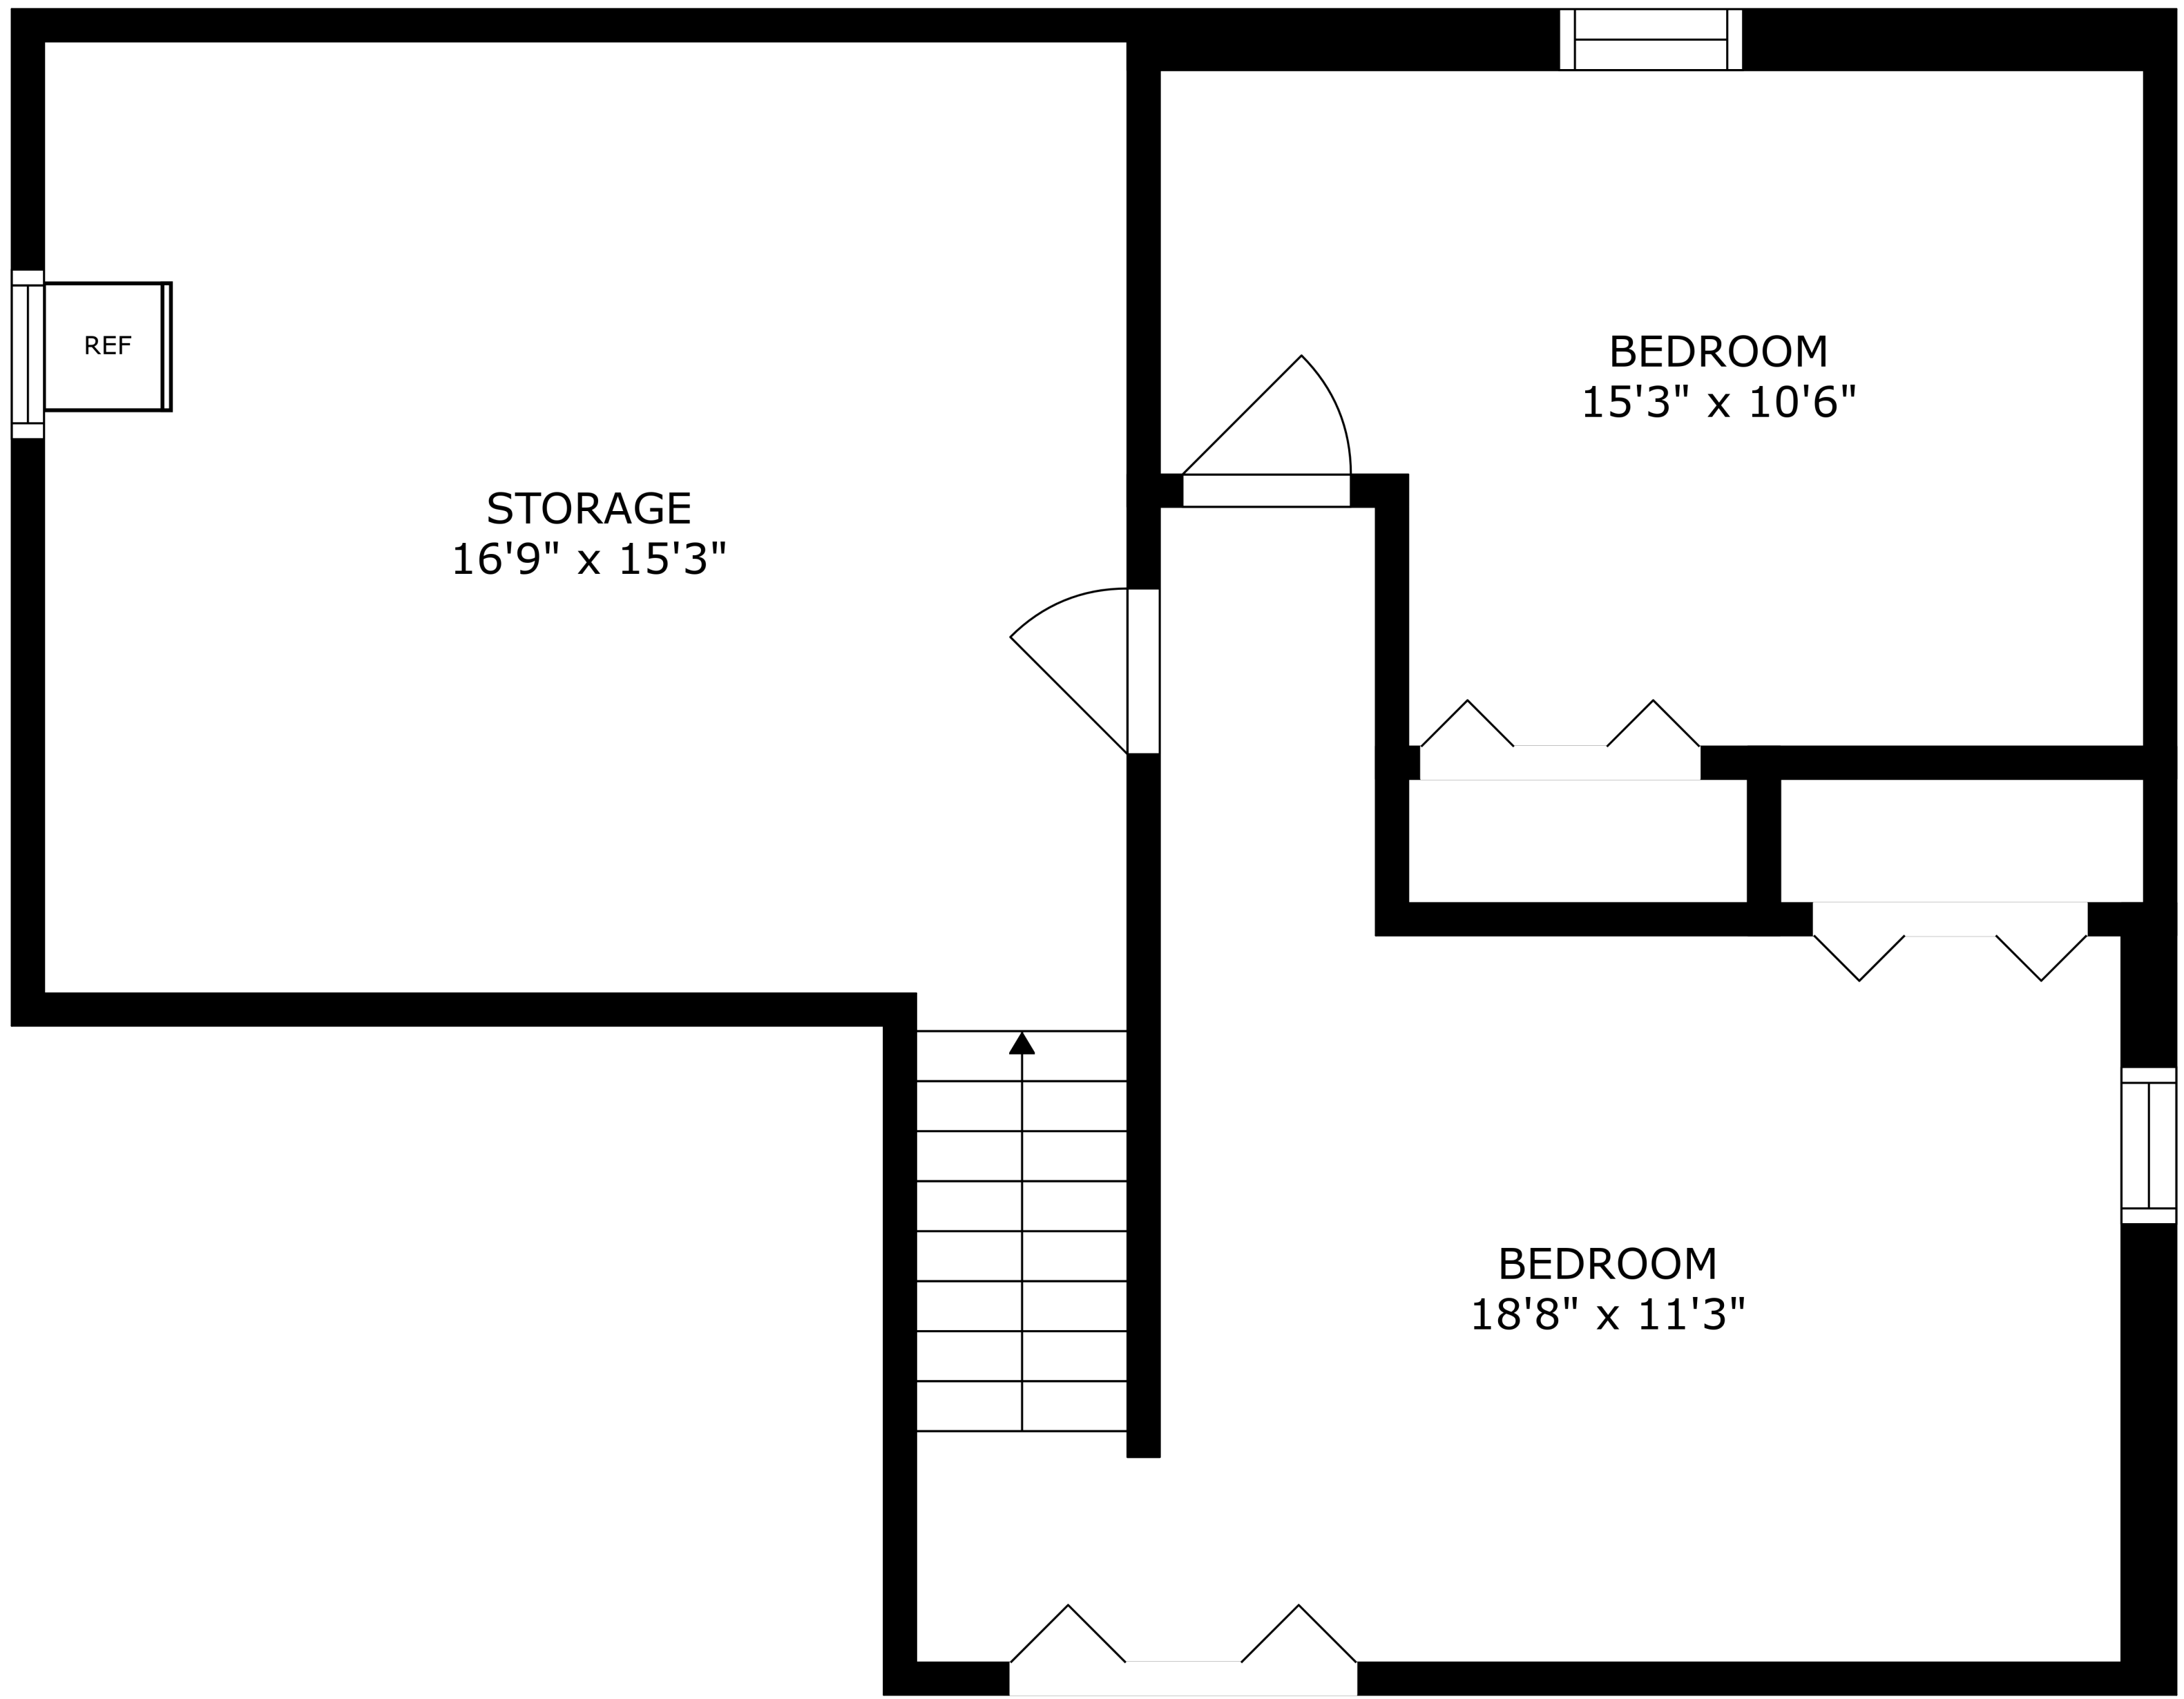 REF
STORAGE
16'9" x 15'3"
BEDROOM
15'3" x 10'6"
BEDROOM
18'8" x 11'3"